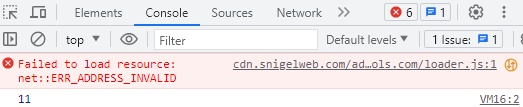 Elements Console Sources Network » 6 1
top ▼ Filter Default levels ▼ 1 Issue: 1
Failed to load resource: cdn.snigelweb.com/ad…ols.com/loader.js:1
net::ERR_ADDRESS_INVALID
11 VM16:2